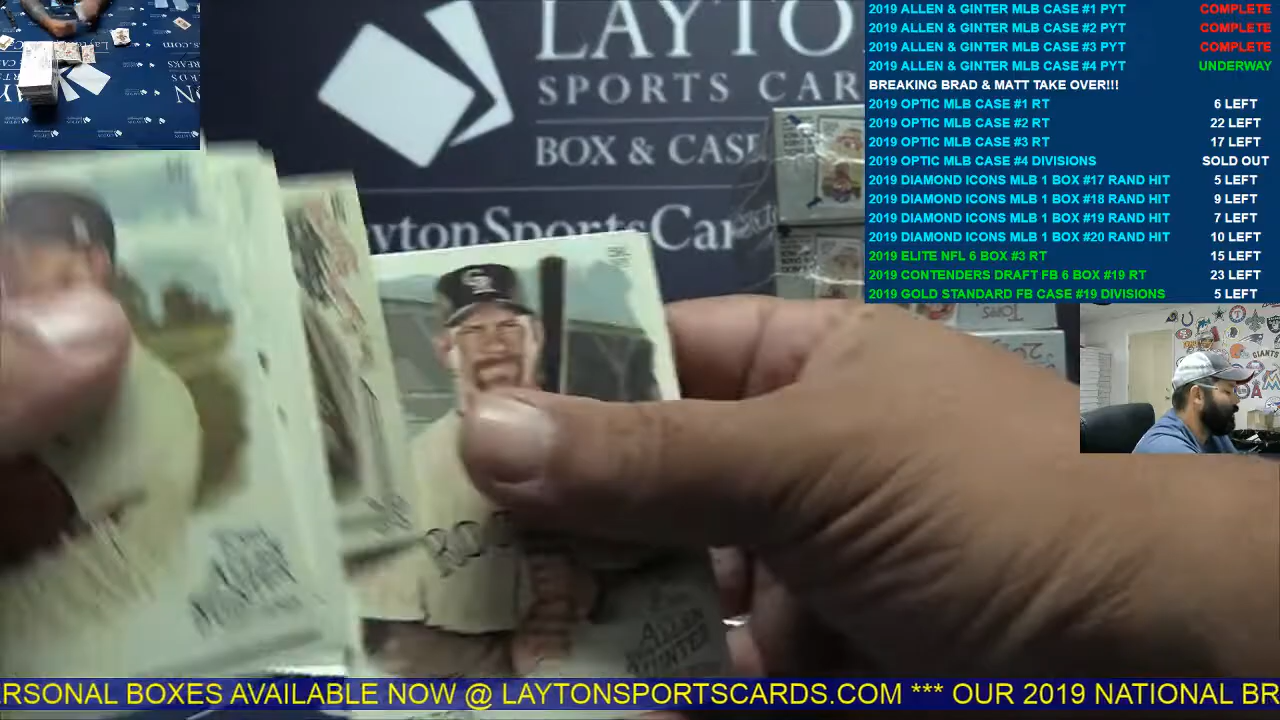 LAYTO
SPORTS CAR
BOX & CASE
ytonSportsCar
2019 ALLEN & GINTER MLB CASE #1 PYT COMPLETE
2019 ALLEN & GINTER MLB CASE #2 PYT COMPLETE
2019 ALLEN & GINTER MLB CASE #3 PYT COMPLETE
2019 ALLEN & GINTER MLB CASE #4 PYT UNDERWAY
BREAKING BRAD & MATT TAKE OVER!!!
2019 OPTIC MLB CASE #1 RT 6 LEFT
2019 OPTIC MLB CASE #2 RT 22 LEFT
2019 OPTIC MLB CASE #3 RT 17 LEFT
2019 OPTIC MLB CASE #4 DIVISIONS SOLD OUT
2019 DIAMOND ICONS MLB 1 BOX #17 RAND HIT 5 LEFT
2019 DIAMOND ICONS MLB 1 BOX #18 RAND HIT 9 LEFT
2019 DIAMOND ICONS MLB 1 BOX #19 RAND HIT 7 LEFT
2019 DIAMOND ICONS MLB 1 BOX #20 RAND HIT 10 LEFT
2019 ELITE NFL 6 BOX #3 RT 15 LEFT
2019 CONTENDERS DRAFT FB 6 BOX #19 RT 23 LEFT
2019 GOLD STANDARD FB CASE #19 DIVISIONS 5 LEFT
TOPPS
GIANTS
ALLEN
GINTER
ERSONAL BOXES AVAILABLE NOW @ LAYTONSPORTSCARDS.COM *** OUR 2019 NATIONAL BR